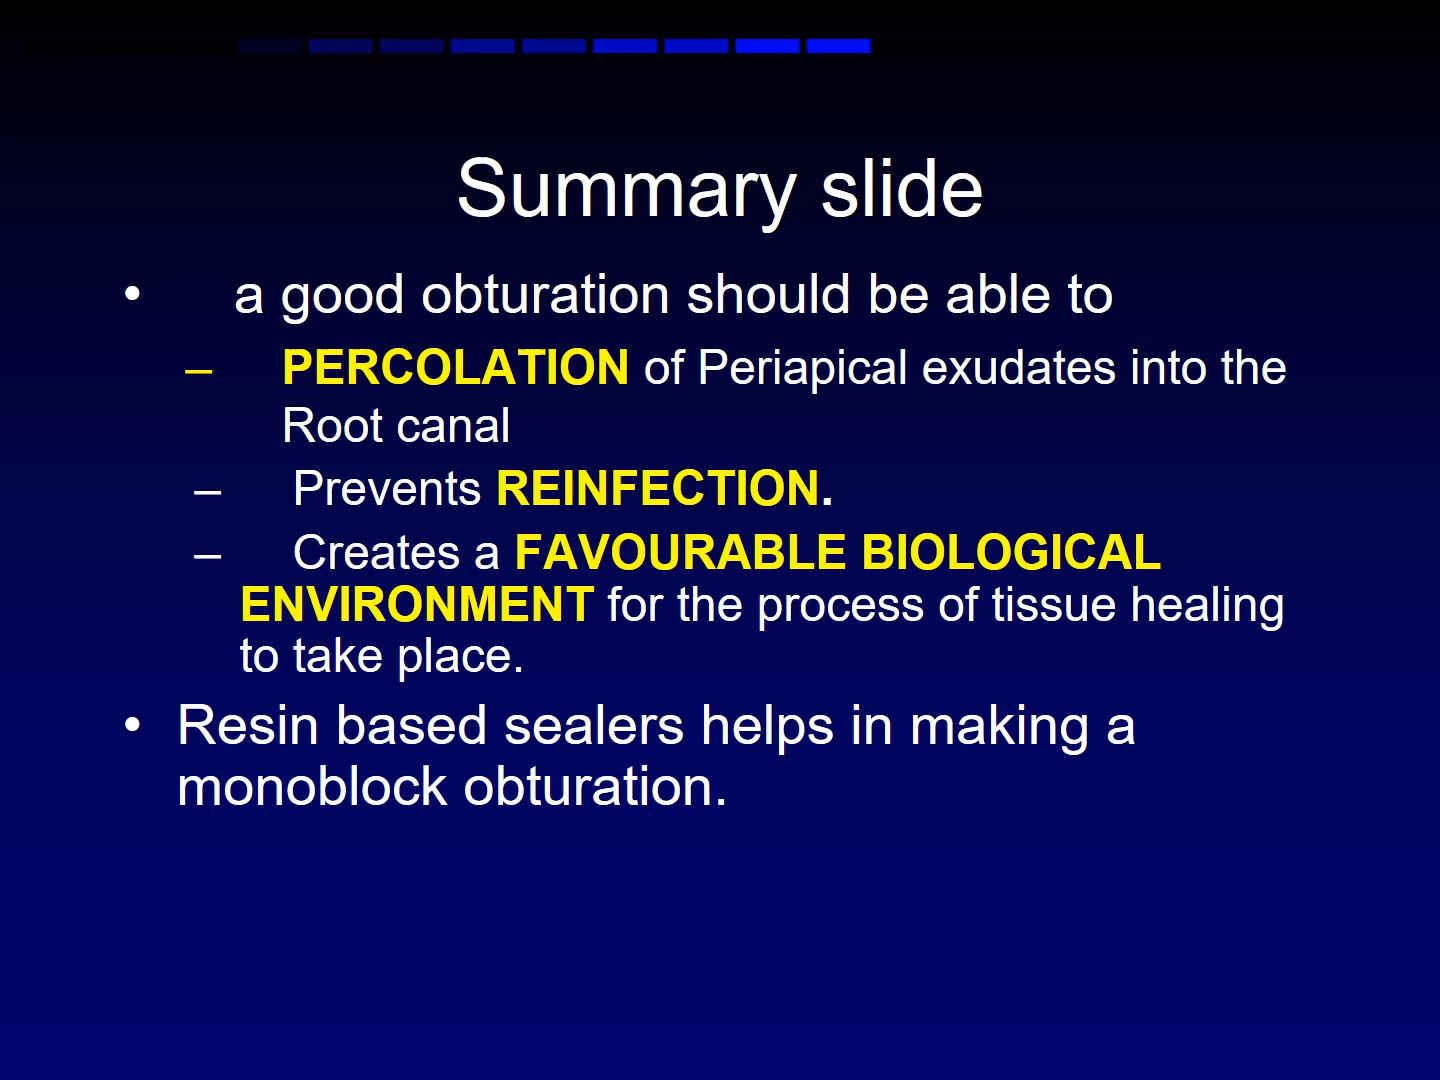 Summary slide
• a good obturation should be able to
– PERCOLATION of Periapical exudates into the
Root canal
– Prevents REINFECTION.
– Creates a FAVOURABLE BIOLOGICAL
ENVIRONMENT for the process of tissue healing
to take place.
• Resin based sealers helps in making a
monoblock obturation.